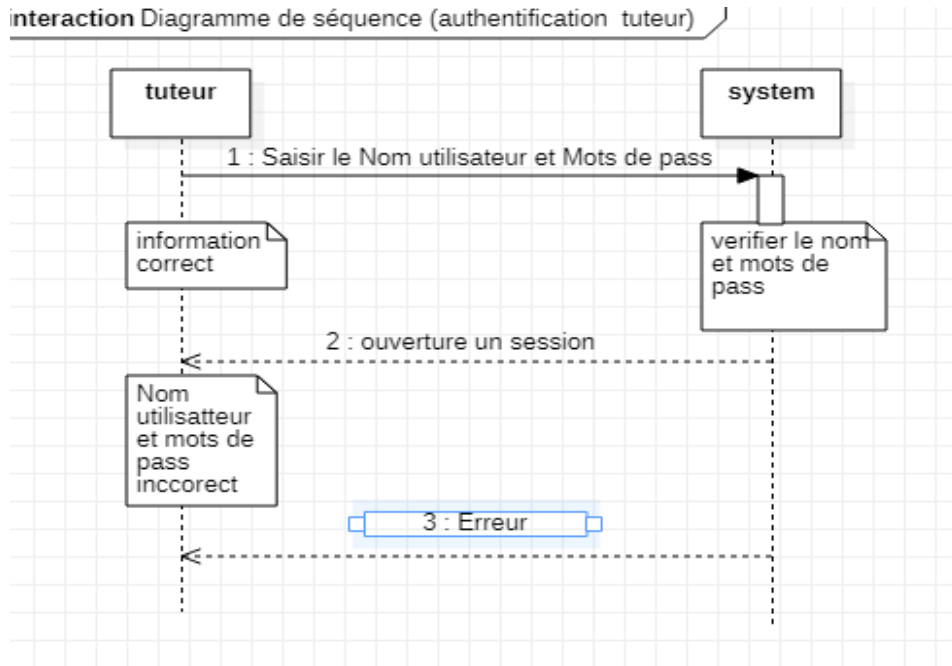 interaction Diagramme de séquence (authentification tuteur)
tuteur
system
1 : Saisir le Nom utilisateur et Mots de pass
information
correct
verifier le nom
et mots de
pass
2 : ouverture un session
Nom
utilisatteur
et mots de
pass
inccorect
3 : Erreur